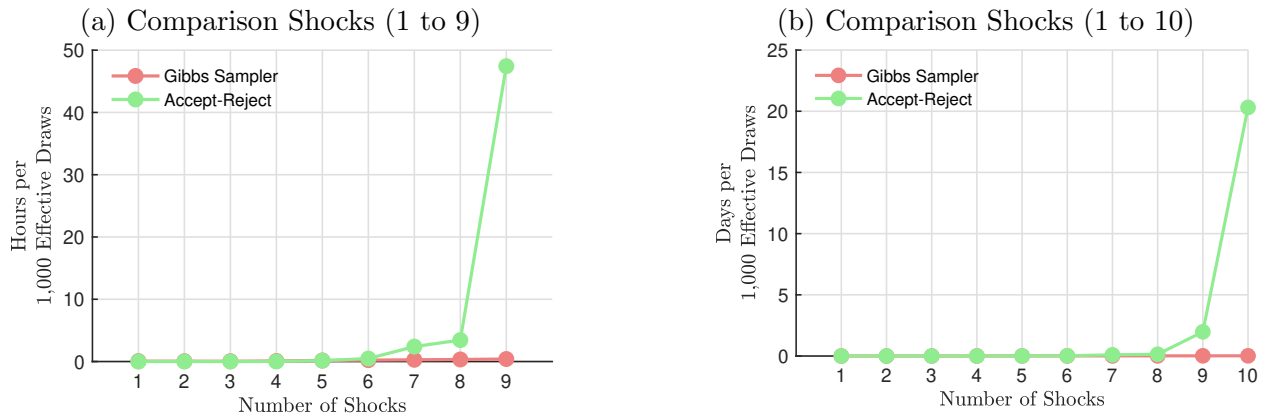 (a) Comparison Shocks (1 to 9)
50
40
30
20
10
0
Hours per
1,000 Effective Draws
Gibbs Sampler
Accept-Reject
1 2 3 4 5 6 7 8 9
Number of Shocks
(b) Comparison Shocks (1 to 10)
25
20
15
10
5
0
Days per
1,000 Effective Draws
Gibbs Sampler
Accept-Reject
1 2 3 4 5 6 7 8 9 10
Number of Shocks